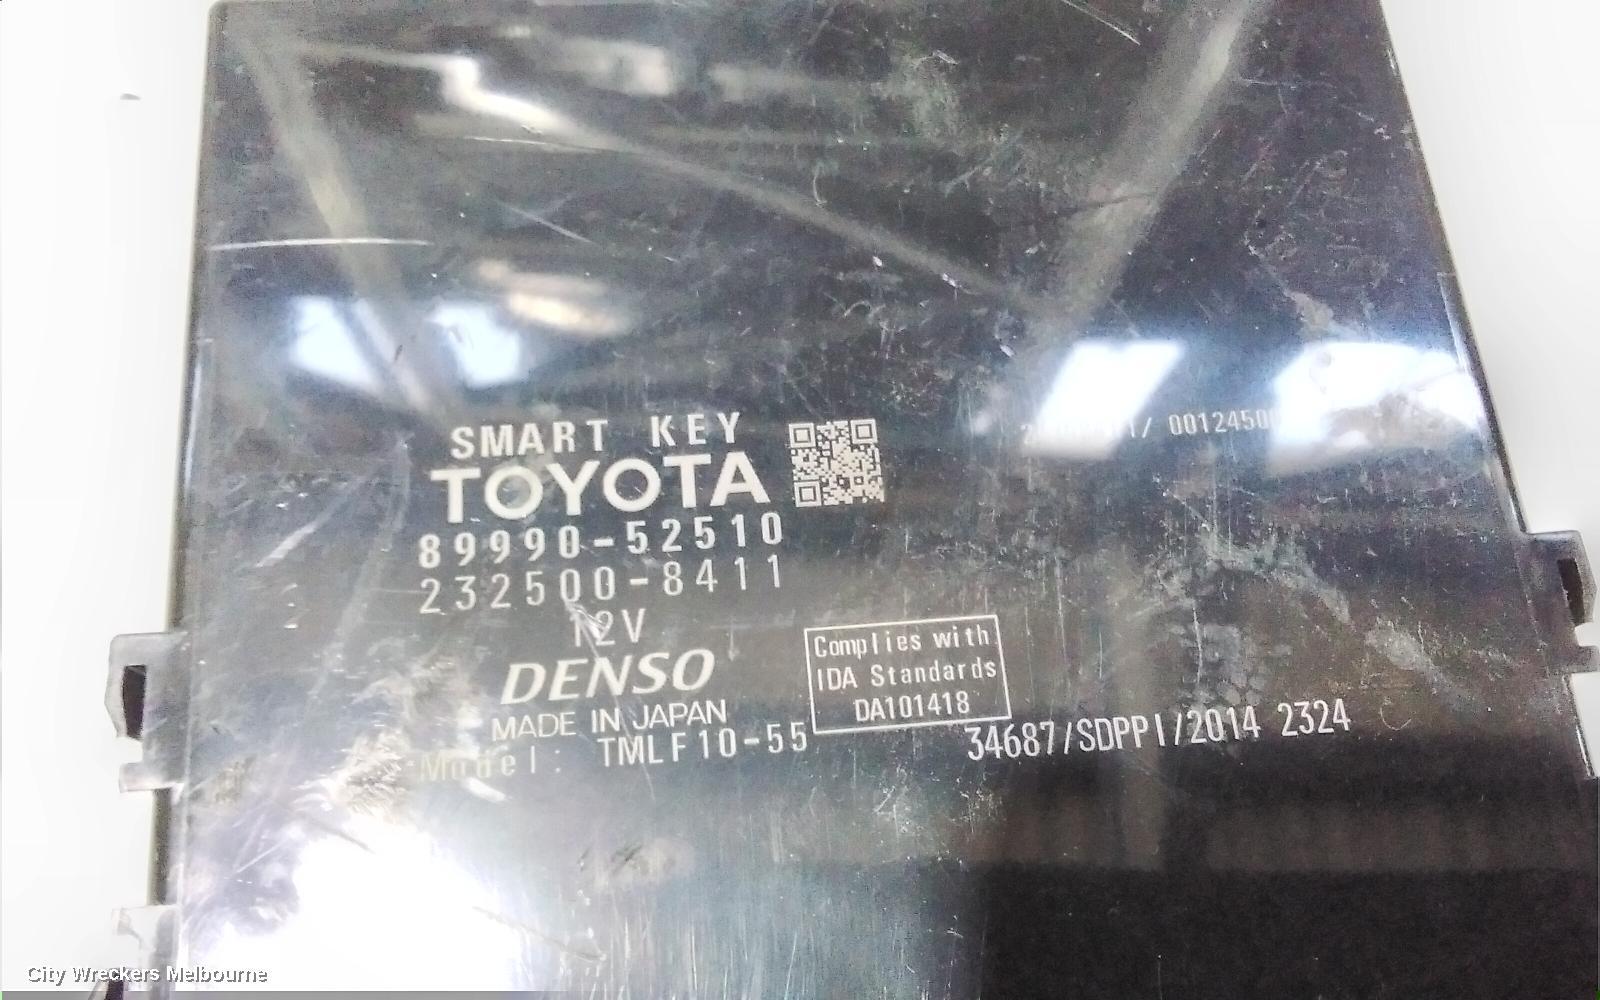 SMART KEY
TOYOTA
89990-52510
232500-8411
12V
DENSO
MADE IN JAPAN
Model: TMLF10-55
Complies with
IDA Standards
DA101418
34687/SDPPI/2014 2324
City Wreckers Melbourne